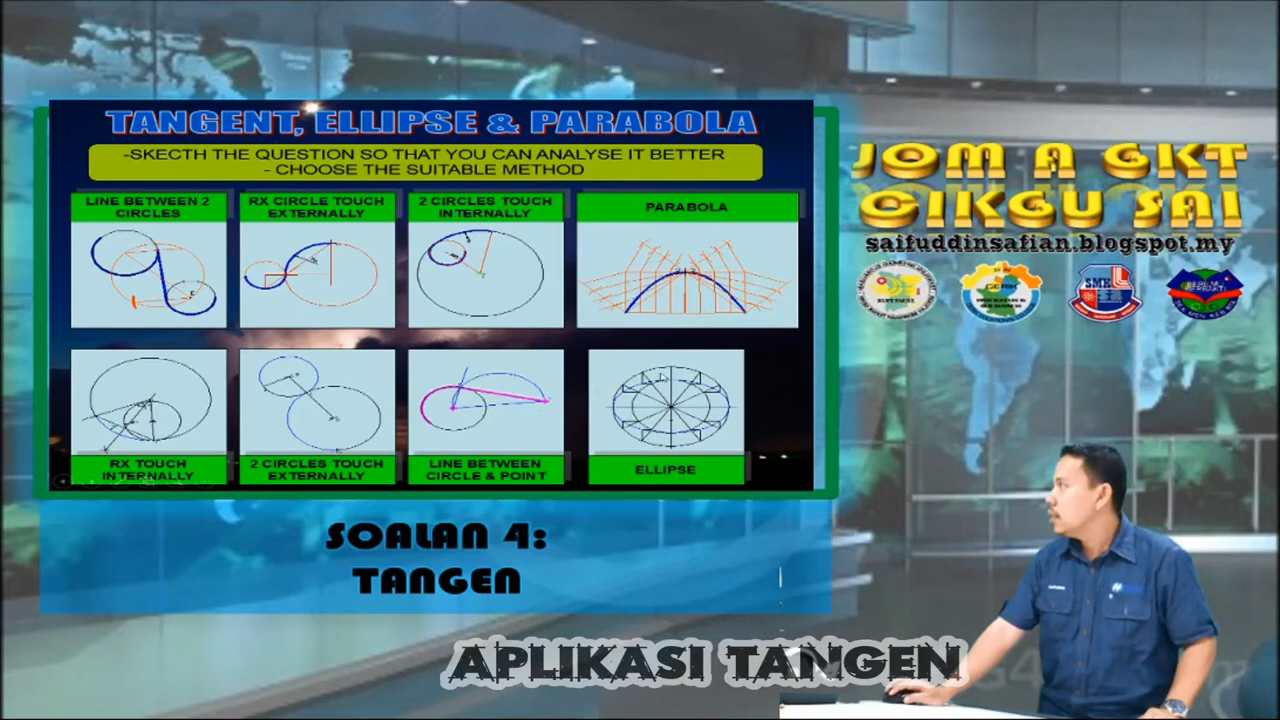 TANGENT, ELLIPSE & PARABOLA
-SKECTH THE QUESTION SO THAT YOU CAN ANALYSE IT BETTER
- CHOOSE THE SUITABLE METHOD
LINE BETWEEN 2
CIRCLES
RX CIRCLE TOUCH
EXTERNALLY
2 CIRCLES TOUCH
INTERNALLY
PARABOLA
RX TOUCH
INTERNALLY
2 CIRCLES TOUCH
EXTERNALLY
LINE BETWEEN
CIRCLE & POINT
ELLIPSE
JOM A GKT
CIKGU SAI
saifuddinsafian.blogspot.my
SMK
SOALAN 4:
TANGEN
APLIKASI TANGEN